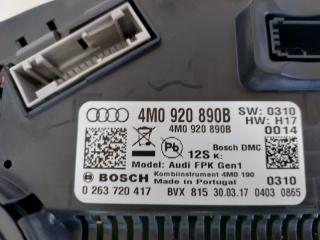 4M0 920 890B SW: 0310
4M0 920 890B HW: H17
0014
Pb 12S K: Bosch DMC
Model: Audi FPK Gen1
BOSCH Kombiinstrument 4M0 190
Made in Portugal 0310
0 263 720 417 BVX 815 30.03.17 0403 0865